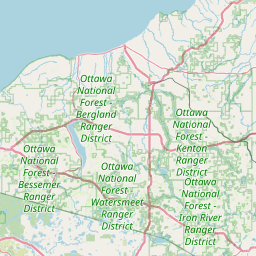 Ottawa
National
Forest -
Bergland
Ranger
District
Ottawa
National
Forest -
Kenton
Ranger
District
Ottawa
National
Forest -
Bessemer
Ranger
District
Ottawa
National
Forest -
Watersmeet
Ranger
District
Ottawa
National
Forest -
Iron River
Ranger
District